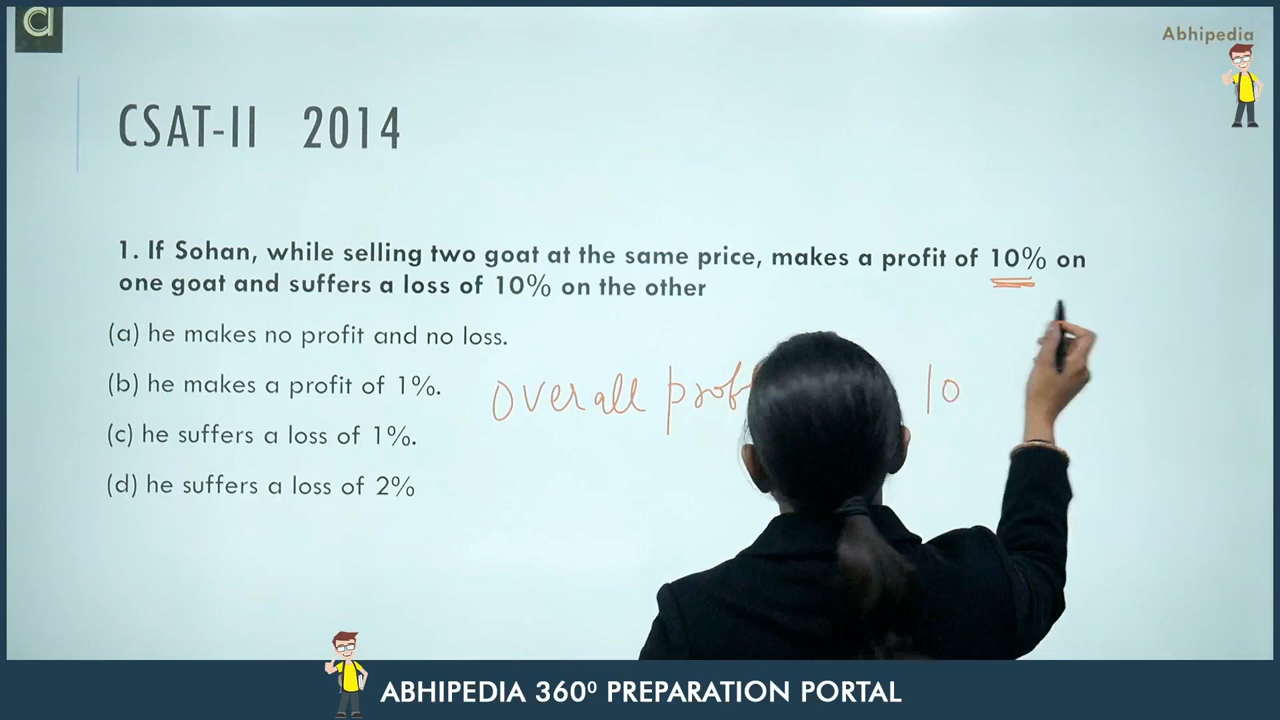 d
Abhipedia
CSAT-II 2014
1. If Sohan, while selling two goat at the same price, makes a profit of 10% on
one goat and suffers a loss of 10% on the other
(a) he makes no profit and no loss.
(b) he makes a profit of 1%.
overall 10
(c) he suffers a loss of 1%.
(d) he suffers a loss of 2%
ABHIPEDIA 360⁰ PREPARATION PORTAL